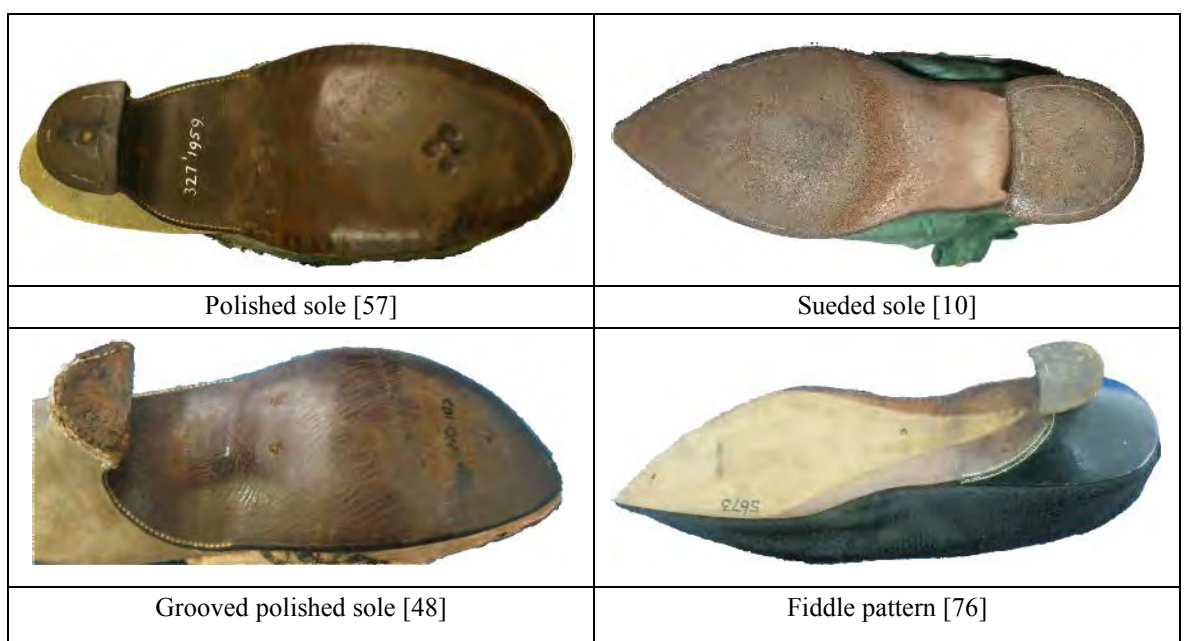 327'1959.
Polished sole [57]
Sueded sole [10]
5673
Grooved polished sole [48]
Fiddle pattern [76]